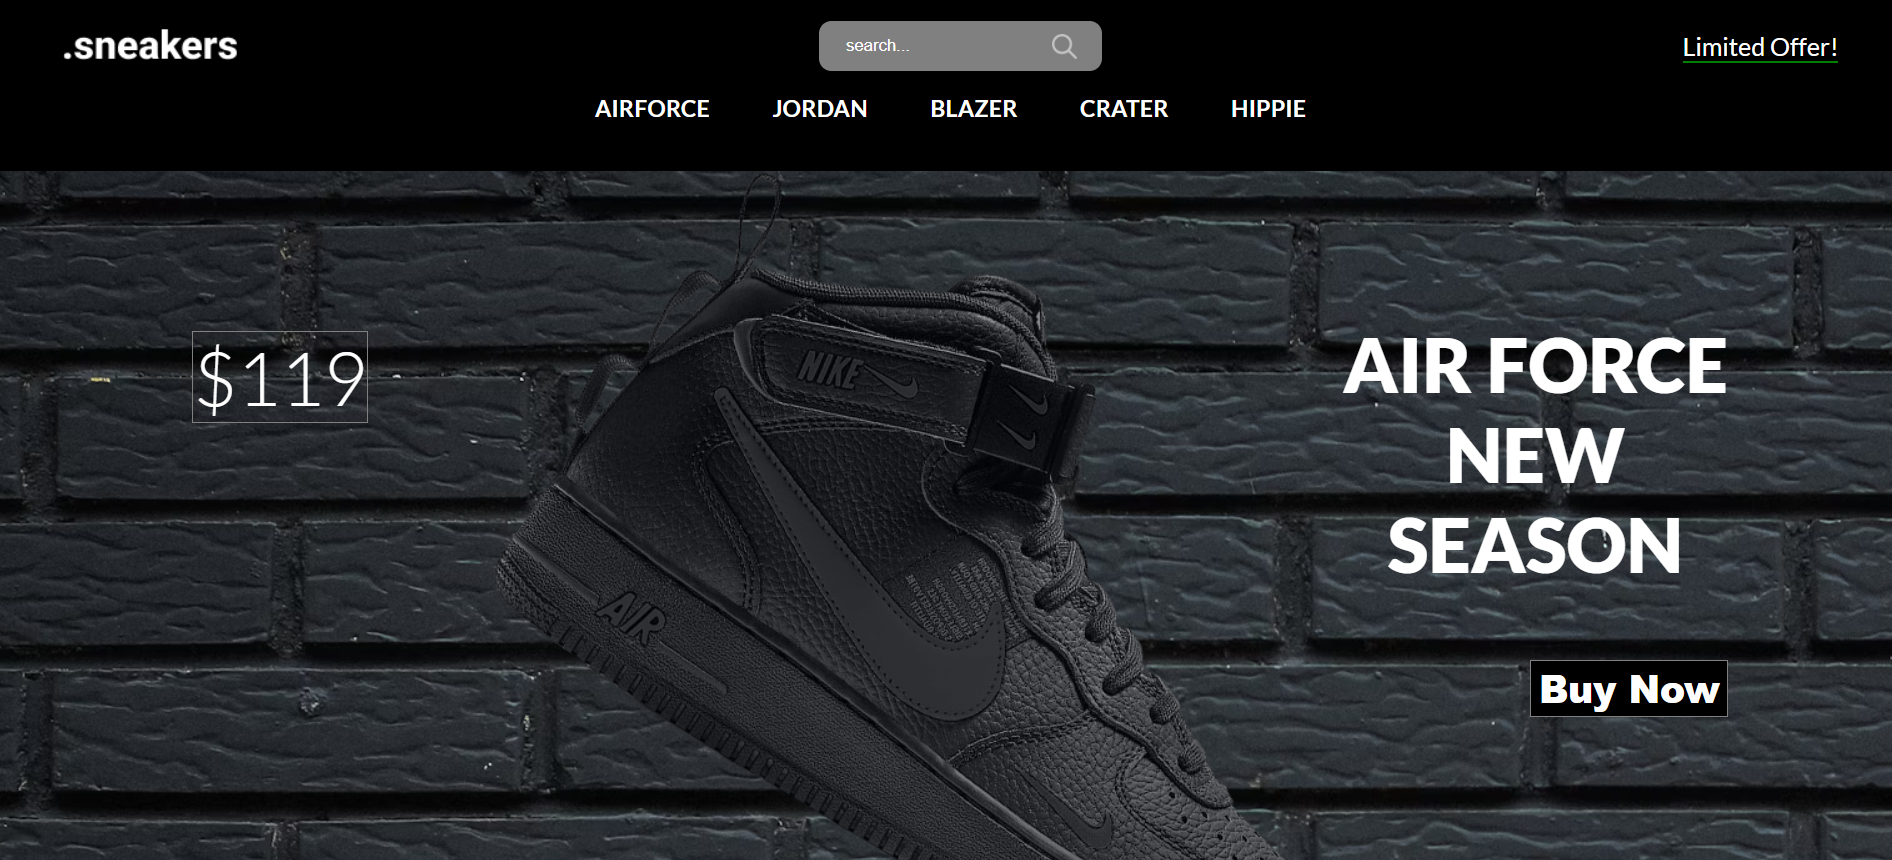 .sneakers
search...
Limited Offer!
AIRFORCE JORDAN BLAZER CRATER HIPPIE
$119
AIR FORCE
NEW
SEASON
NIKE
AIR
Buy Now